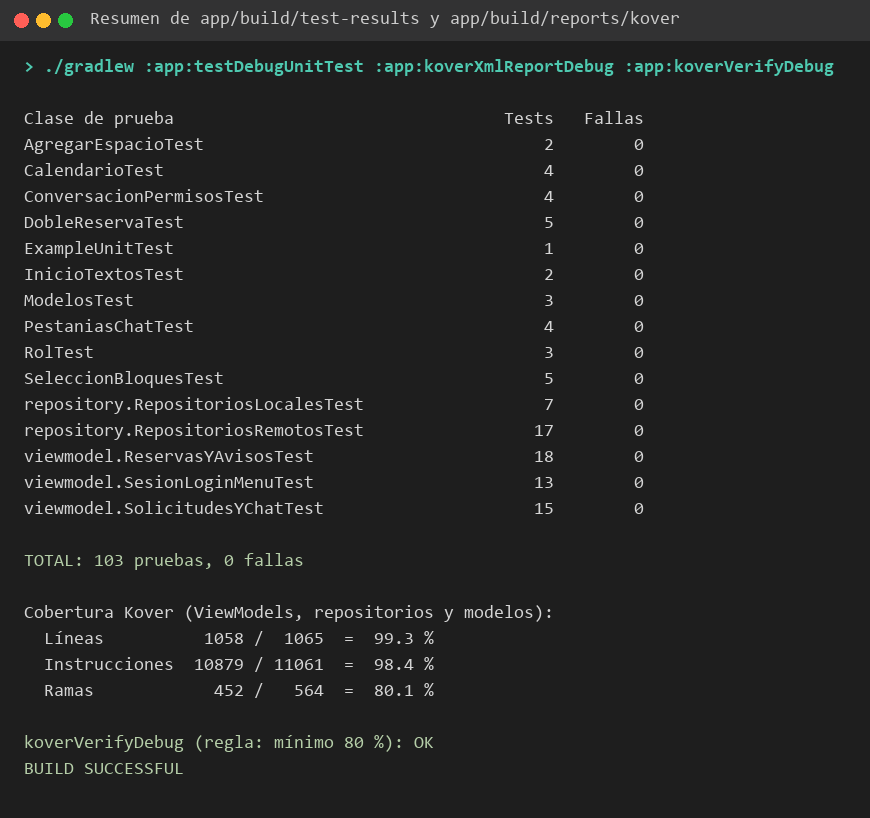 Resumen de app/build/test-results y app/build/reports/kover
> ./gradlew :app:testDebugUnitTest :app:koverXmlReportDebug :app:koverVerifyDebug
Clase de prueba Tests Fallas
AgregarEspacioTest 2 0
CalendarioTest 4 0
ConversacionPermisosTest 4 0
DobleReservaTest 5 0
ExampleUnitTest 1 0
InicioTextosTest 2 0
ModelosTest 3 0
PestaniasChatTest 4 0
RolTest 3 0
SeleccionBloquesTest 5 0
repository.RepositoriosLocalesTest 7 0
repository.RepositoriosRemotosTest 17 0
viewmodel.ReservasYAvisosTest 18 0
viewmodel.SesionLoginMenuTest 13 0
viewmodel.SolicitudesYChatTest 15 0
TOTAL: 103 pruebas, 0 fallas
Cobertura Kover (ViewModels, repositorios y modelos):
Líneas 1058 / 1065 = 99.3 %
Instrucciones 10879 / 11061 = 98.4 %
Ramas 452 / 564 = 80.1 %
koverVerifyDebug (regla: mínimo 80 %): OK
BUILD SUCCESSFUL